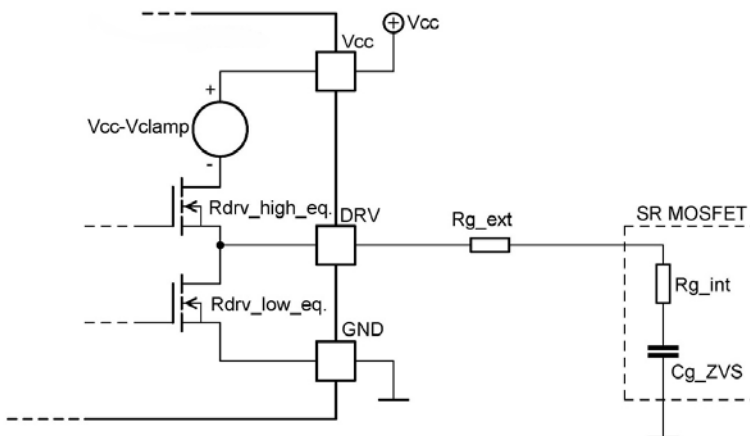 Vcc
Vcc
Vcc-Vclamp
+
-
Rdrv_high_eq.
DRV
Rg_ext
SR MOSFET
Rg_int
Rdrv_low_eq.
GND
Cg_ZVS